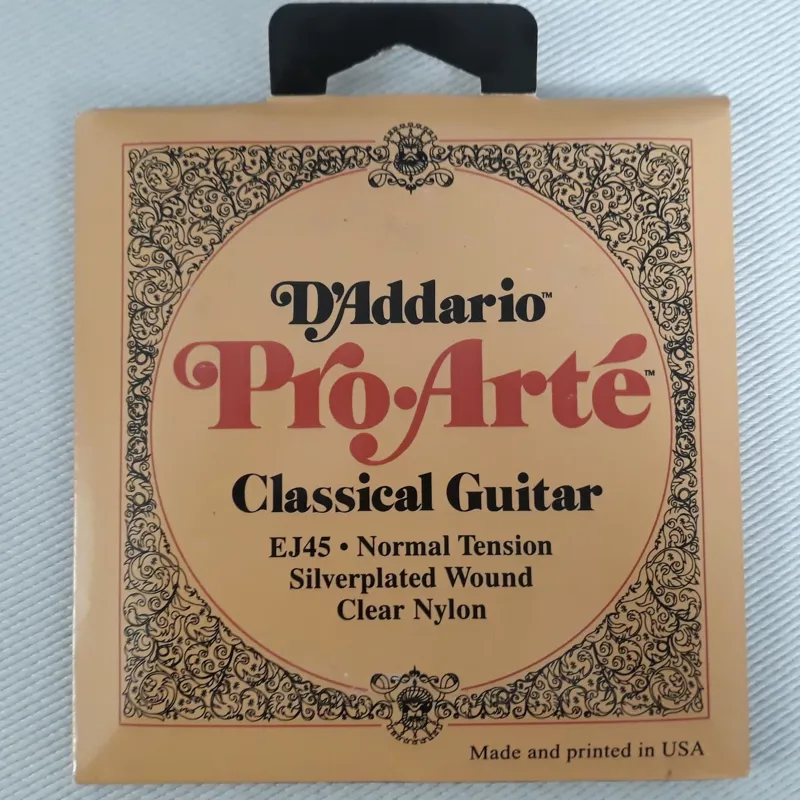 D'Addario™
Pro·Arté™
Classical Guitar
EJ45 • Normal Tension
Silverplated Wound
Clear Nylon
Made and printed in USA